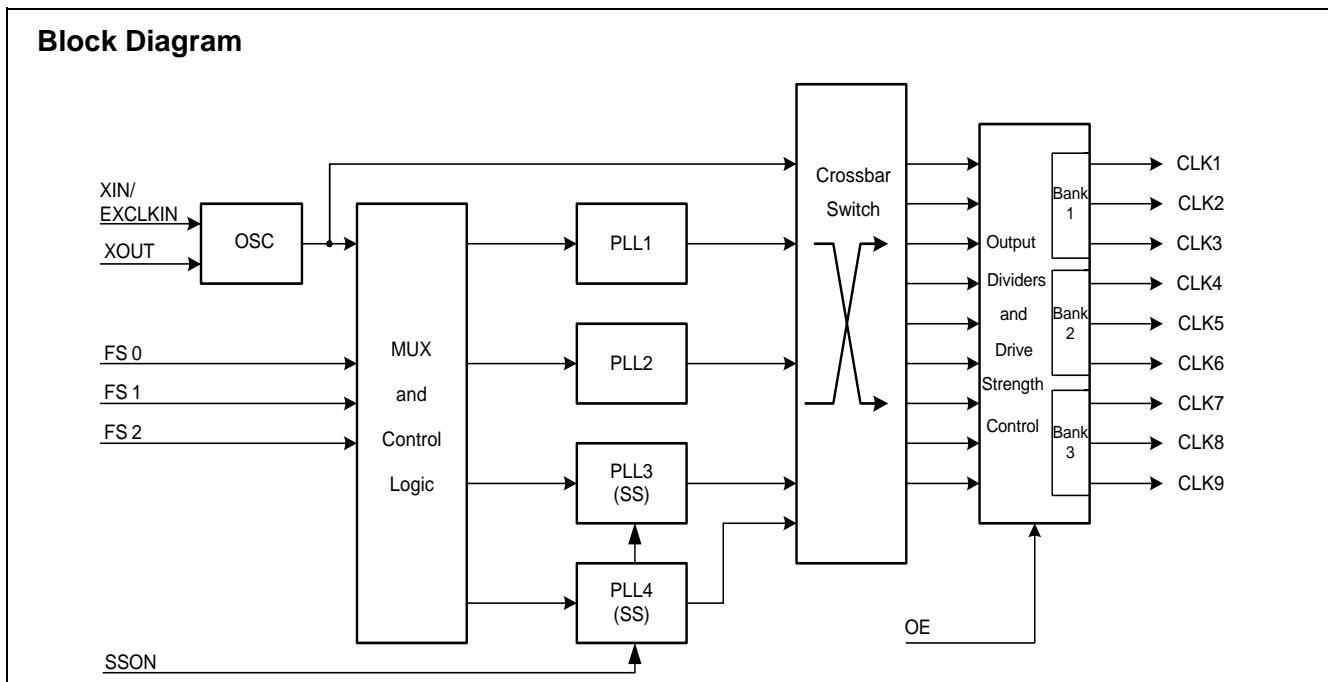 Block Diagram
XIN/
EXCLKIN
XOUT
OSC
FS 0
FS 1
FS 2
SSON
MUX
and
Control
Logic
PLL1
PLL2
PLL3
(SS)
PLL4
(SS)
Crossbar
Switch
Output
Dividers
and
Drive
Strength
Control
Bank
1
Bank
2
Bank
3
OE
CLK1
CLK2
CLK3
CLK4
CLK5
CLK6
CLK7
CLK8
CLK9